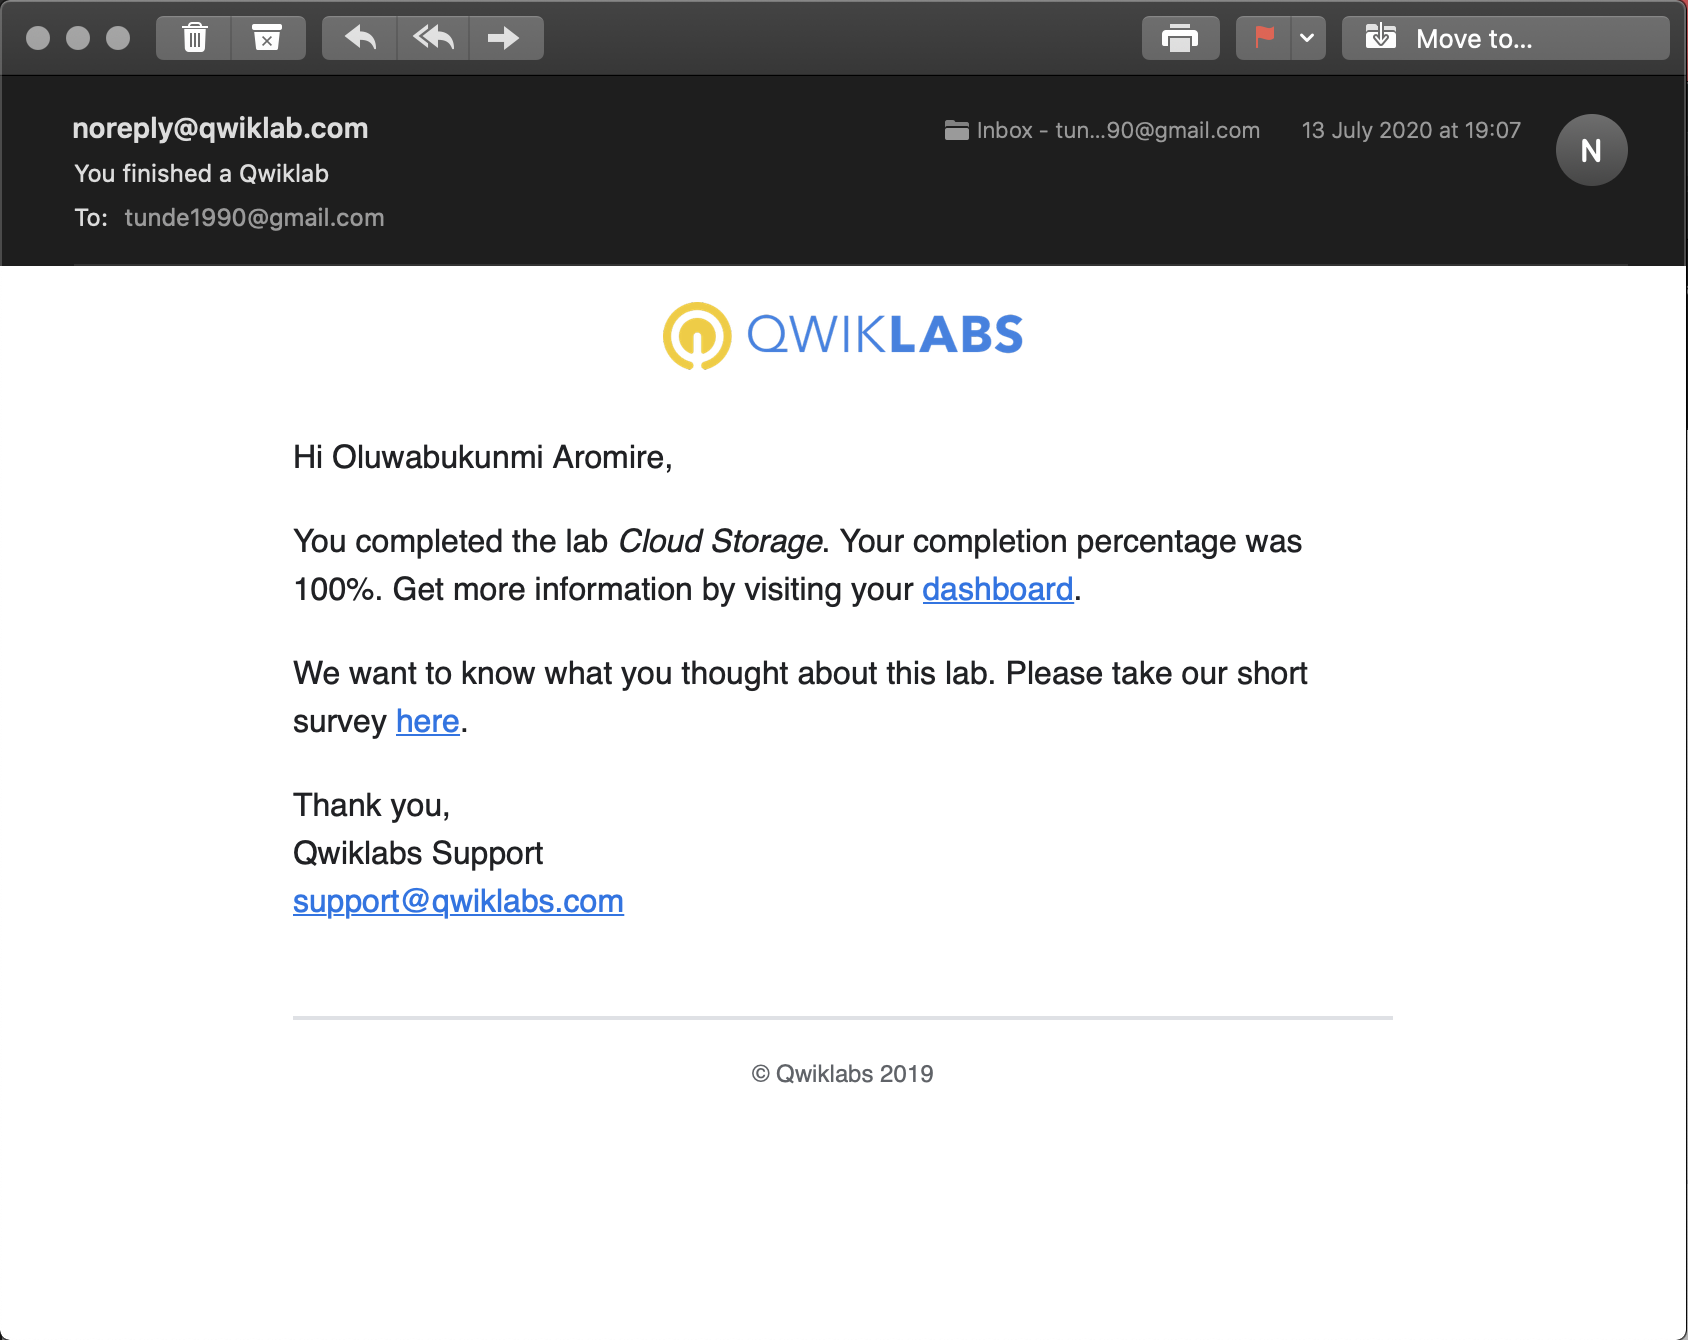 Move to...
noreply@qwiklab.com
Inbox - tun...90@gmail.com
13 July 2020 at 19:07
N
You finished a Qwiklab
To: tunde1990@gmail.com
QWIKLABS
Hi Oluwabukunmi Aromire,
You completed the lab Cloud Storage. Your completion percentage was
100%. Get more information by visiting your dashboard.
We want to know what you thought about this lab. Please take our short
survey here.
Thank you,
Qwiklabs Support
support@qwiklabs.com
© Qwiklabs 2019